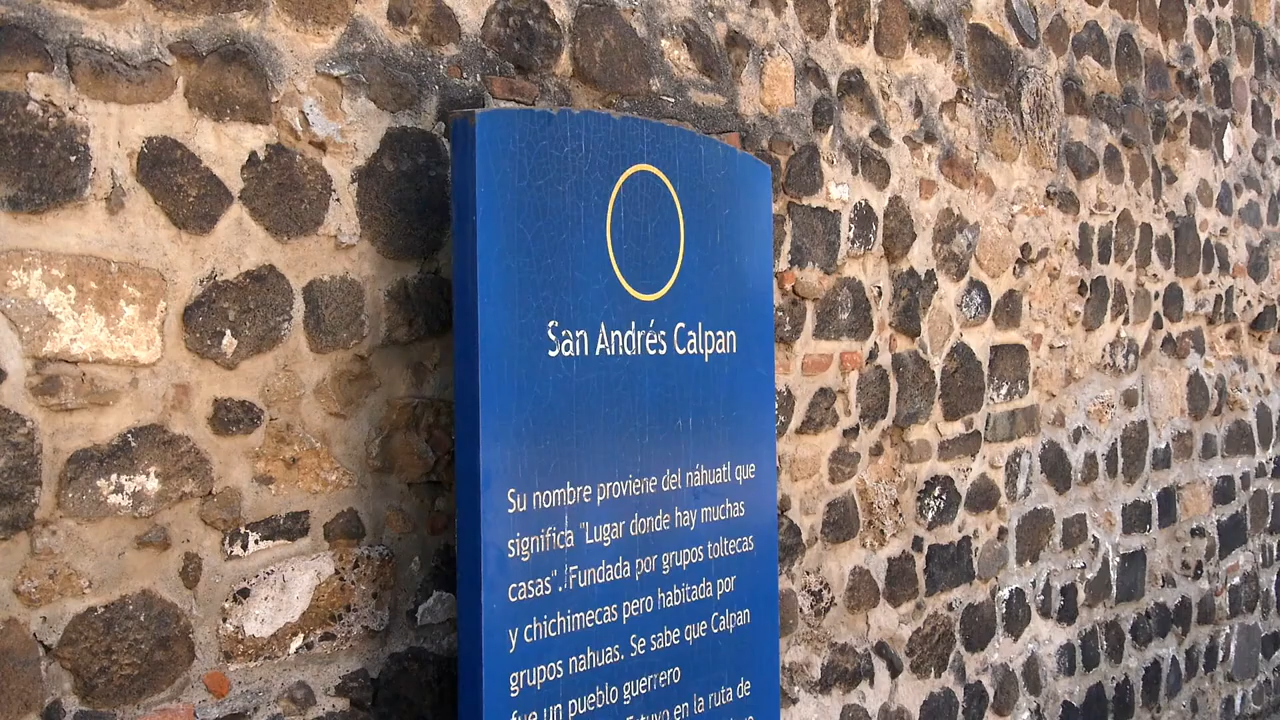 San Andrés Calpan
Su nombre proviene del náhuatl que
significa "Lugar donde hay muchas
casas". Fundada por grupos toltecas
y chichimecas pero habitada por
grupos nahuas. Se sabe que Calpan
fue un pueblo guerrero
Estuvo en la ruta de